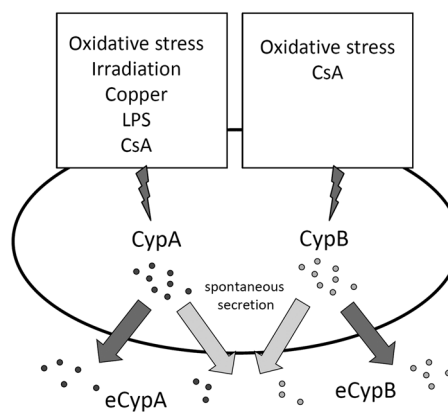 Oxidative stress
Irradiation
Copper
LPS
CsA
Oxidative stress
CsA
CypA
CypB
spontaneous
secretion
eCypA
eCypB